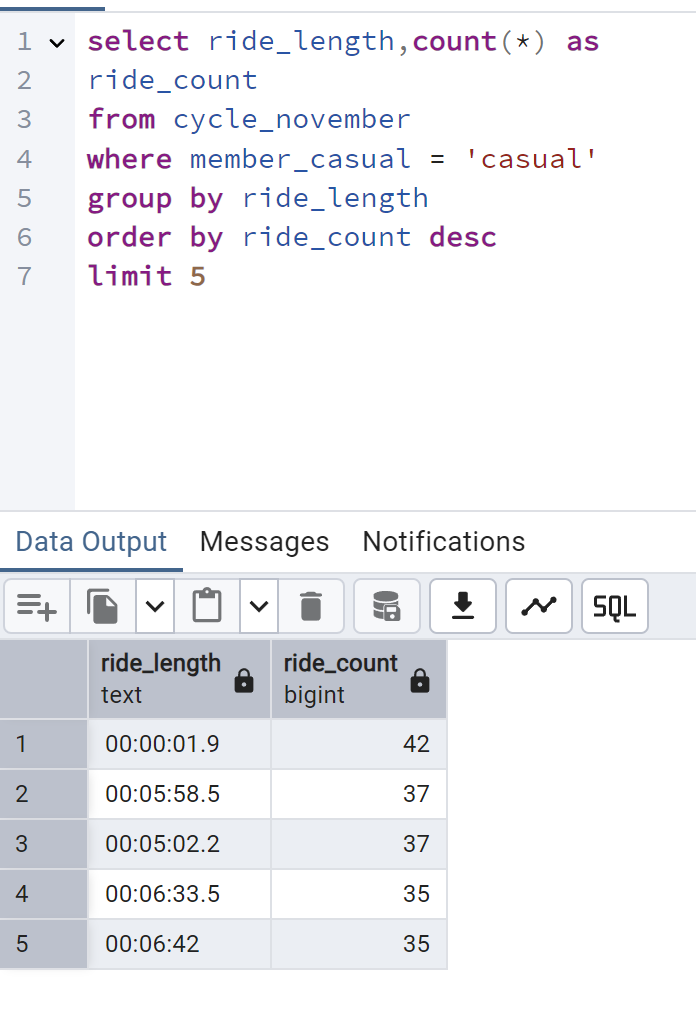 1 select ride_length,count(*) as
2 ride_count
3 from cycle_november
4 where member_casual = 'casual'
5 group by ride_length
6 order by ride_count desc
7 limit 5
Data Output Messages Notifications
SQL
ride_length ride_count
text bigint
1 00:00:01.9 42
2 00:05:58.5 37
3 00:05:02.2 37
4 00:06:33.5 35
5 00:06:42 35